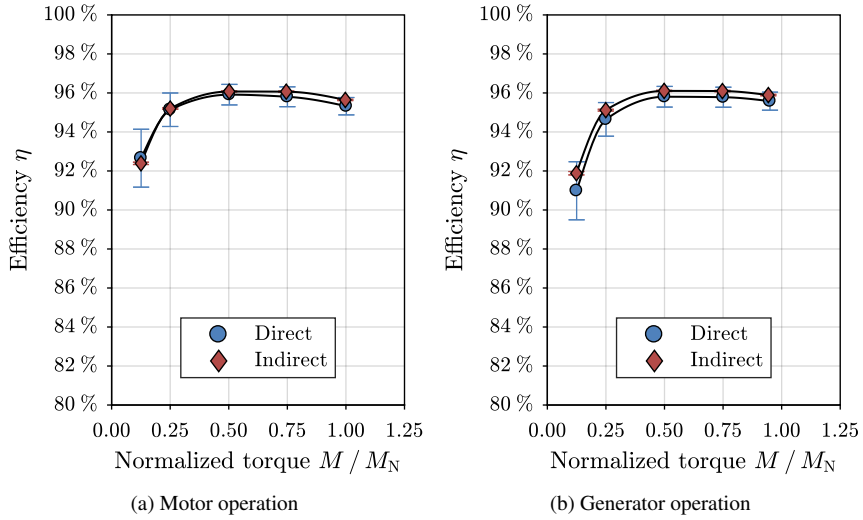 100 %
98 %
96 %
94 %
92 %
90 %
88 %
86 %
84 %
82 %
80 %
Efficiency η
Direct
Indirect
0.00 0.25 0.50 0.75 1.00 1.25
Normalized torque M / M_N
(a) Motor operation
100 %
98 %
96 %
94 %
92 %
90 %
88 %
86 %
84 %
82 %
80 %
Efficiency η
Direct
Indirect
0.00 0.25 0.50 0.75 1.00 1.25
Normalized torque M / M_N
(b) Generator operation